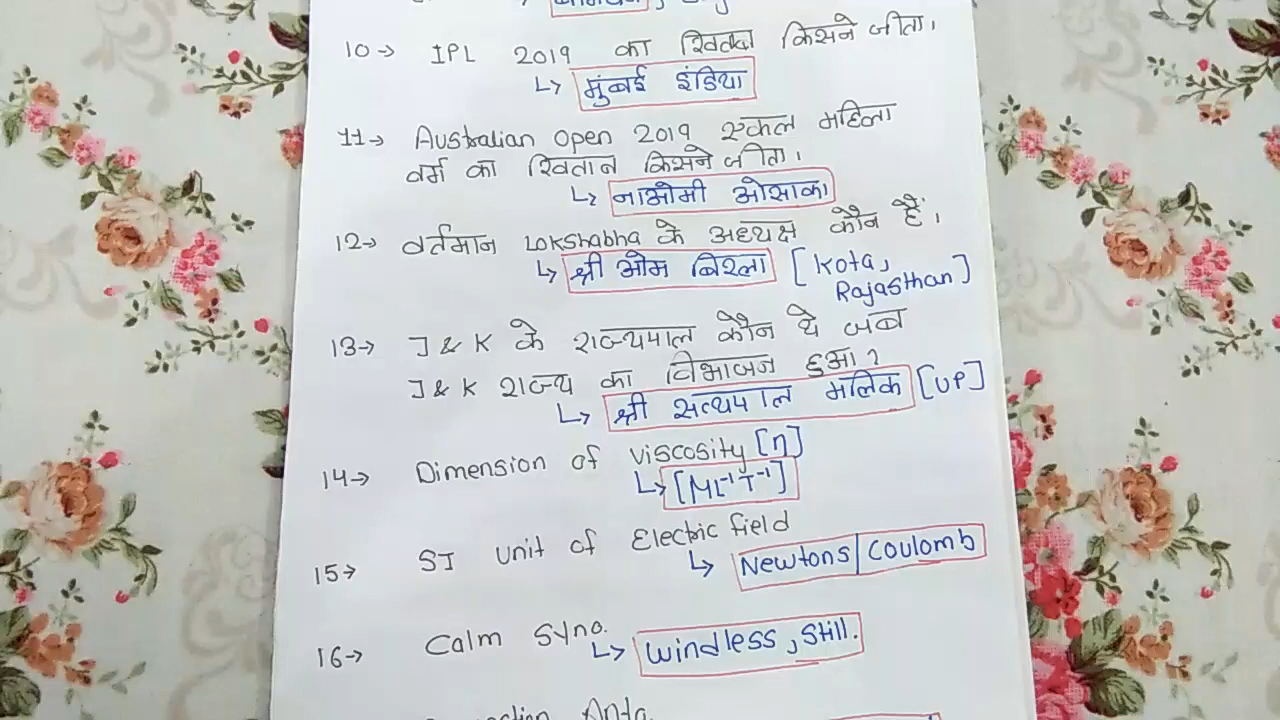 10→ IPL 2019 का खिताब किसने जीता।
↳ मुंबई इंडिया
11→ Australian Open 2019 एकल महिला
वर्ग का खिताब किसने जीता।
↳ नाओमी ओसाका
12→ वर्तमान Lokshabha के अध्यक्ष कौन हैं।
↳ श्री ओम बिरला [Kota,
Rajasthan]
13→ J & K के राज्यपाल कौन थे जब
J & K राज्य का विभाजन हुआ?
↳ श्री सत्यपाल मलिक [UP]
14→ Dimension of viscosity [η]
↳ [ML⁻¹T⁻¹]
15→ SI unit of Electric field
↳ Newtons/Coulomb
16→ Calm Syno.
↳ Windless, Still.
Anto.